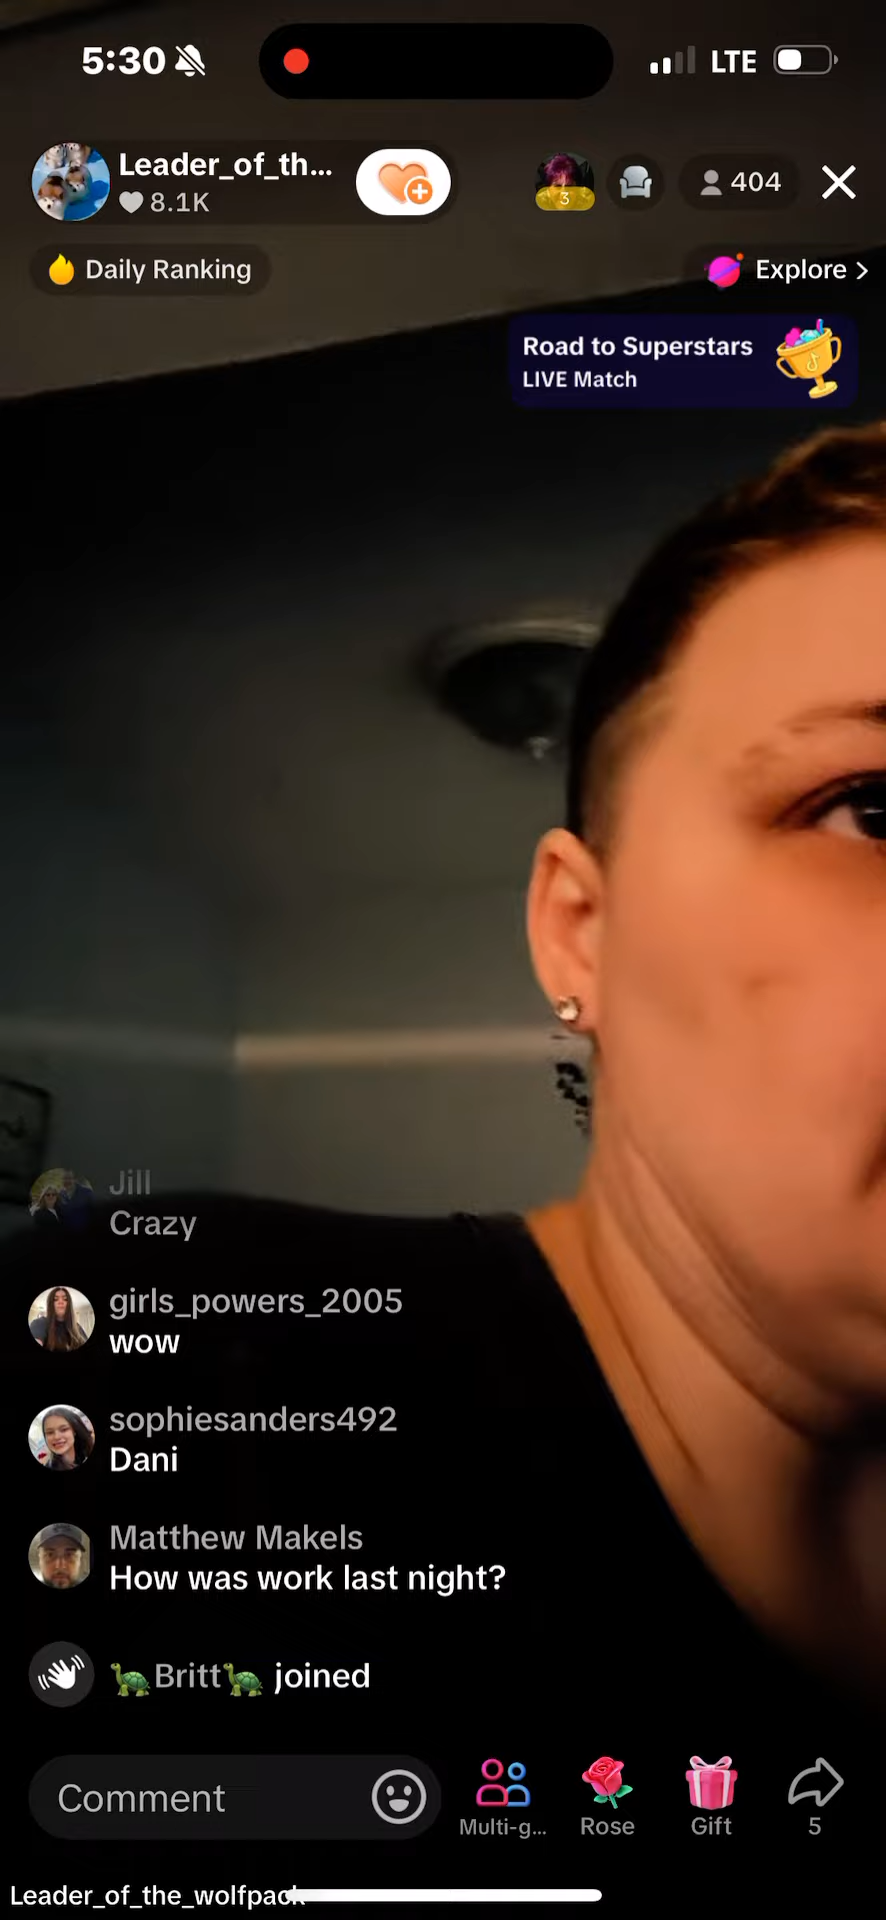 5:30
LTE
Leader_of_th...
8.1K
3
404
Daily Ranking
Explore >
Road to Superstars
LIVE Match
Jill
Crazy
girls_powers_2005
wow
sophiesanders492
Dani
Matthew Makels
How was work last night?
🐢Britt🐢 joined
Comment
Multi-g...
Rose
Gift
5
Leader_of_the_wolfpack